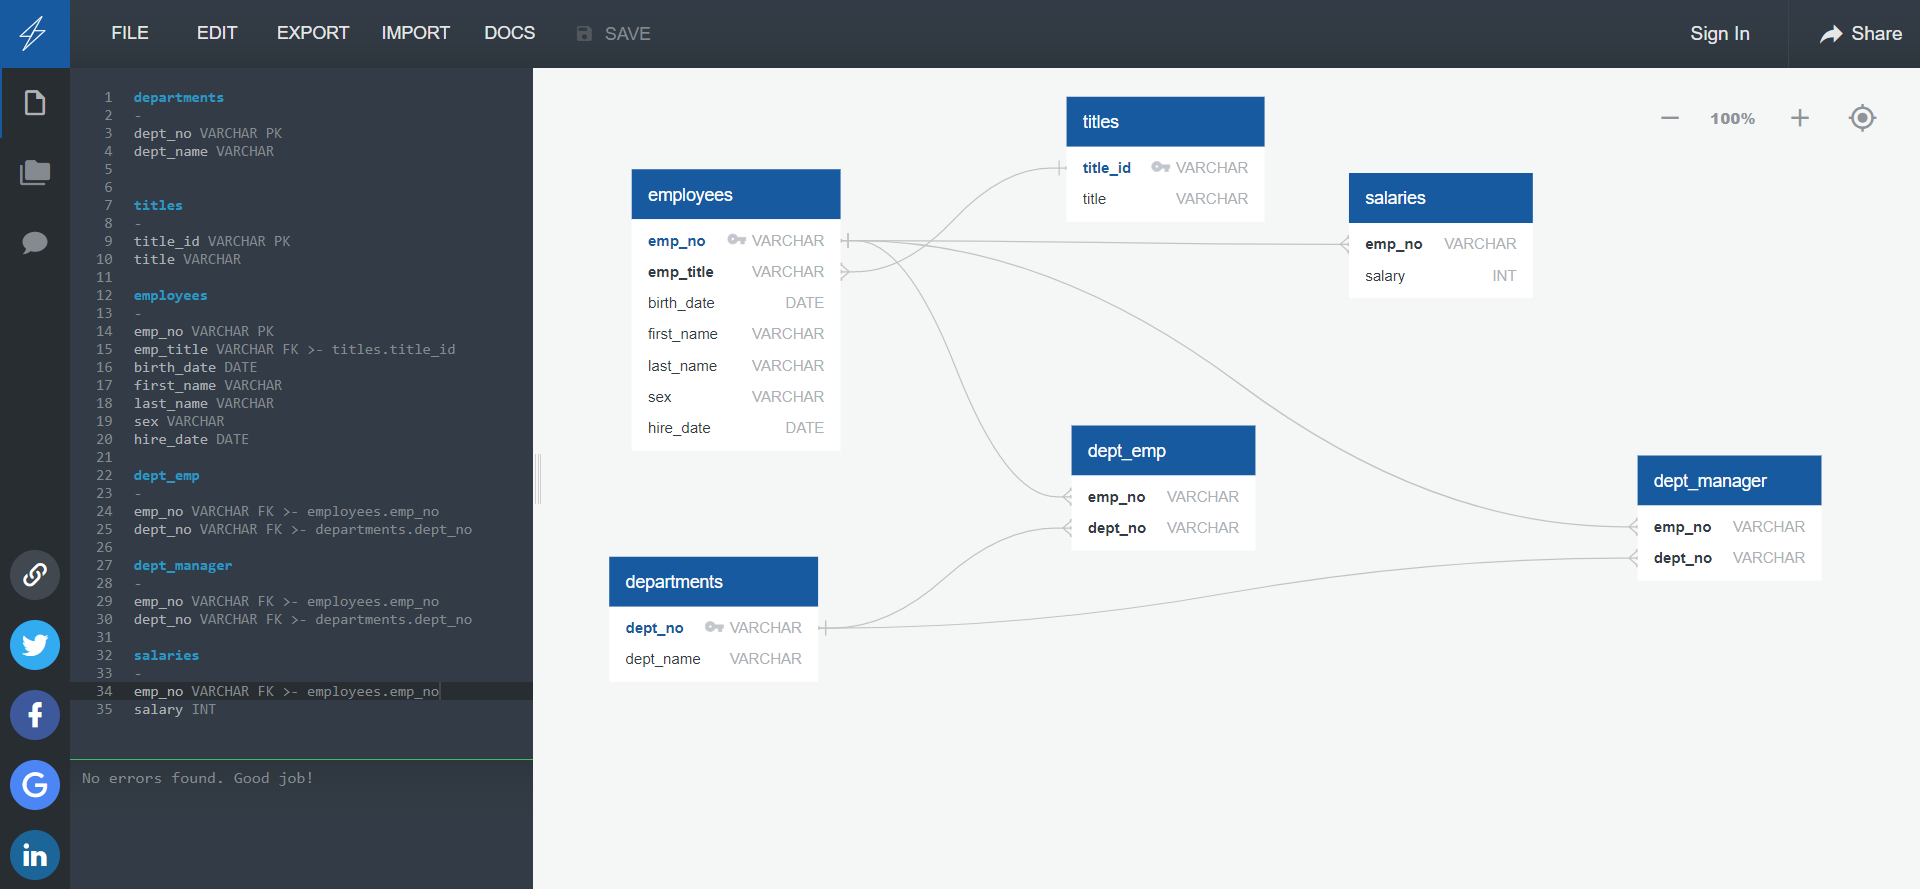 FILE EDIT EXPORT IMPORT DOCS SAVE Sign In Share
1 departments
2 -
3 dept_no VARCHAR PK
4 dept_name VARCHAR
5
6
7 titles
8 -
9 title_id VARCHAR PK
10 title VARCHAR
11
12 employees
13 -
14 emp_no VARCHAR PK
15 emp_title VARCHAR FK >- titles.title_id
16 birth_date DATE
17 first_name VARCHAR
18 last_name VARCHAR
19 sex VARCHAR
20 hire_date DATE
21
22 dept_emp
23 -
24 emp_no VARCHAR FK >- employees.emp_no
25 dept_no VARCHAR FK >- departments.dept_no
26
27 dept_manager
28 -
29 emp_no VARCHAR FK >- employees.emp_no
30 dept_no VARCHAR FK >- departments.dept_no
31
32 salaries
33 -
34 emp_no VARCHAR FK >- employees.emp_no
35 salary INT
No errors found. Good job!
100%
titles
title_id VARCHAR
title VARCHAR
employees
emp_no VARCHAR
emp_title VARCHAR
birth_date DATE
first_name VARCHAR
last_name VARCHAR
sex VARCHAR
hire_date DATE
salaries
emp_no VARCHAR
salary INT
dept_emp
emp_no VARCHAR
dept_no VARCHAR
dept_manager
emp_no VARCHAR
dept_no VARCHAR
departments
dept_no VARCHAR
dept_name VARCHAR